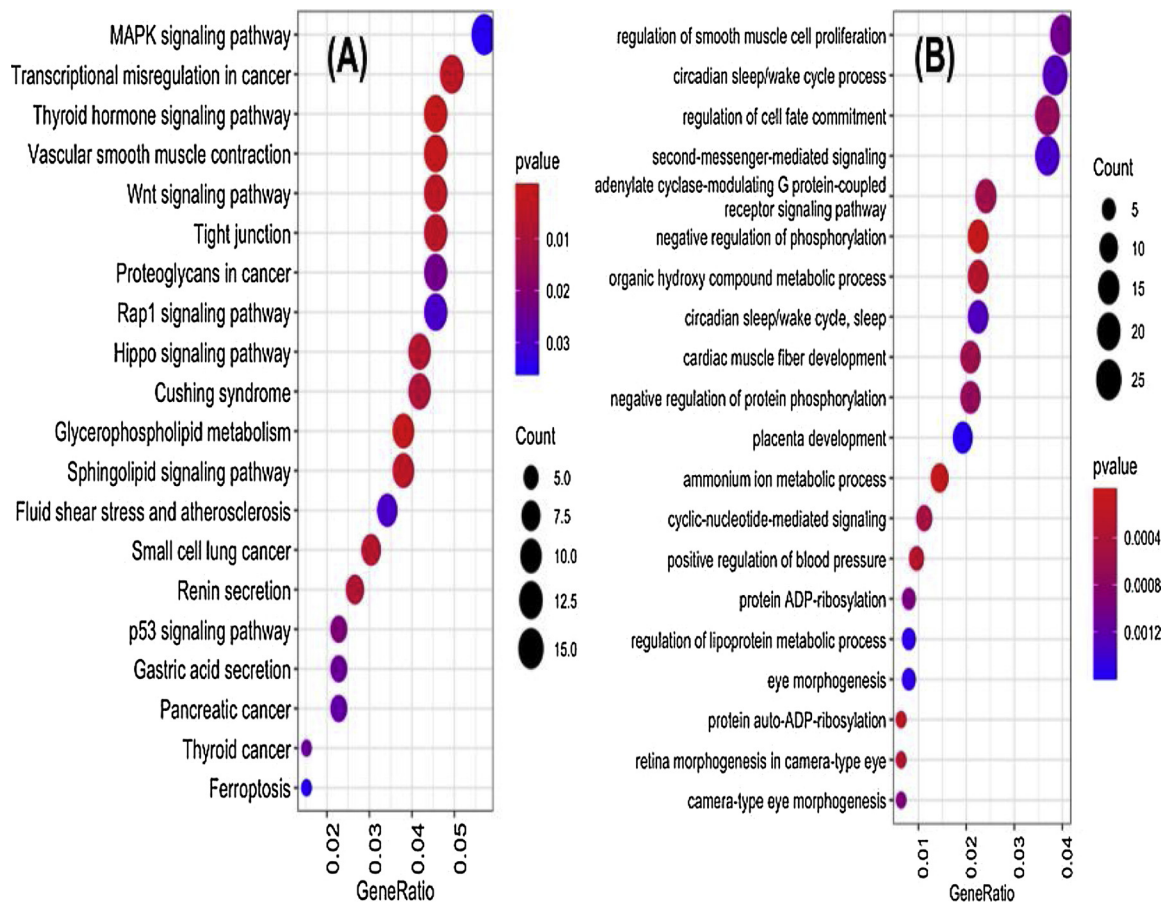 (A)
MAPK signaling pathway
Transcriptional misregulation in cancer
Thyroid hormone signaling pathway
Vascular smooth muscle contraction
Wnt signaling pathway
Tight junction
Proteoglycans in cancer
Rap1 signaling pathway
Hippo signaling pathway
Cushing syndrome
Glycerophospholipid metabolism
Sphingolipid signaling pathway
Fluid shear stress and atherosclerosis
Small cell lung cancer
Renin secretion
p53 signaling pathway
Gastric acid secretion
Pancreatic cancer
Thyroid cancer
Ferroptosis
0.02
0.03
0.04
0.05
GeneRatio
pvalue
0.01
0.02
0.03
Count
5.0
7.5
10.0
12.5
15.0
(B)
regulation of smooth muscle cell proliferation
circadian sleep/wake cycle process
regulation of cell fate commitment
second-messenger-mediated signaling
adenylate cyclase-modulating G protein-coupled
receptor signaling pathway
negative regulation of phosphorylation
organic hydroxy compound metabolic process
circadian sleep/wake cycle, sleep
cardiac muscle fiber development
negative regulation of protein phosphorylation
placenta development
ammonium ion metabolic process
cyclic-nucleotide-mediated signaling
positive regulation of blood pressure
protein ADP-ribosylation
regulation of lipoprotein metabolic process
eye morphogenesis
protein auto-ADP-ribosylation
retina morphogenesis in camera-type eye
camera-type eye morphogenesis
0.01
0.02
0.03
0.04
GeneRatio
Count
5
10
15
20
25
pvalue
0.0004
0.0008
0.0012